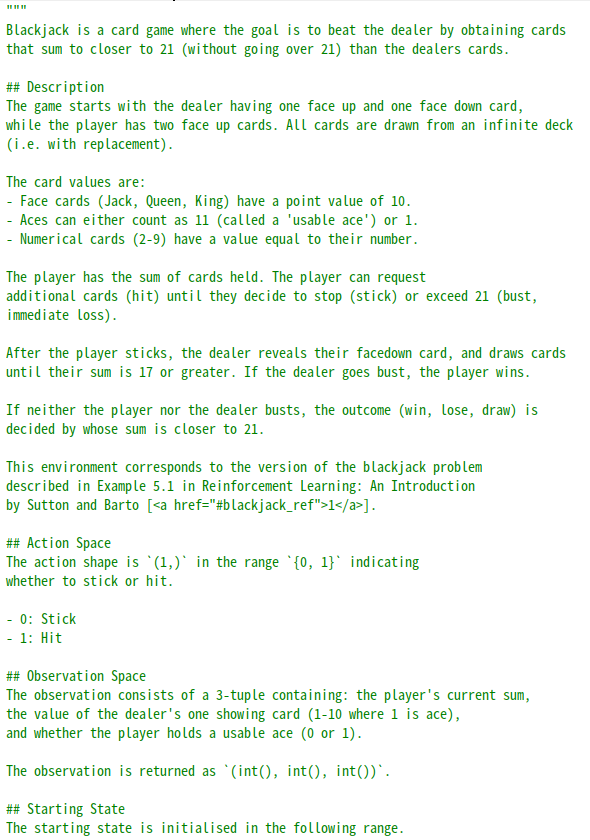 """
Blackjack is a card game where the goal is to beat the dealer by obtaining cards
that sum to closer to 21 (without going over 21) than the dealers cards.
## Description
The game starts with the dealer having one face up and one face down card,
while the player has two face up cards. All cards are drawn from an infinite deck
(i.e. with replacement).
The card values are:
- Face cards (Jack, Queen, King) have a point value of 10.
- Aces can either count as 11 (called a 'usable ace') or 1.
- Numerical cards (2-9) have a value equal to their number.
The player has the sum of cards held. The player can request
additional cards (hit) until they decide to stop (stick) or exceed 21 (bust,
immediate loss).
After the player sticks, the dealer reveals their facedown card, and draws cards
until their sum is 17 or greater. If the dealer goes bust, the player wins.
If neither the player nor the dealer busts, the outcome (win, lose, draw) is
decided by whose sum is closer to 21.
This environment corresponds to the version of the blackjack problem
described in Example 5.1 in Reinforcement Learning: An Introduction
by Sutton and Barto [<a href="#blackjack_ref">1</a>].
## Action Space
The action shape is `(1,)` in the range `{0, 1}` indicating
whether to stick or hit.
- 0: Stick
- 1: Hit
## Observation Space
The observation consists of a 3-tuple containing: the player's current sum,
the value of the dealer's one showing card (1-10 where 1 is ace),
and whether the player holds a usable ace (0 or 1).
The observation is returned as `(int(), int(), int())`.
## Starting State
The starting state is initialised in the following range.